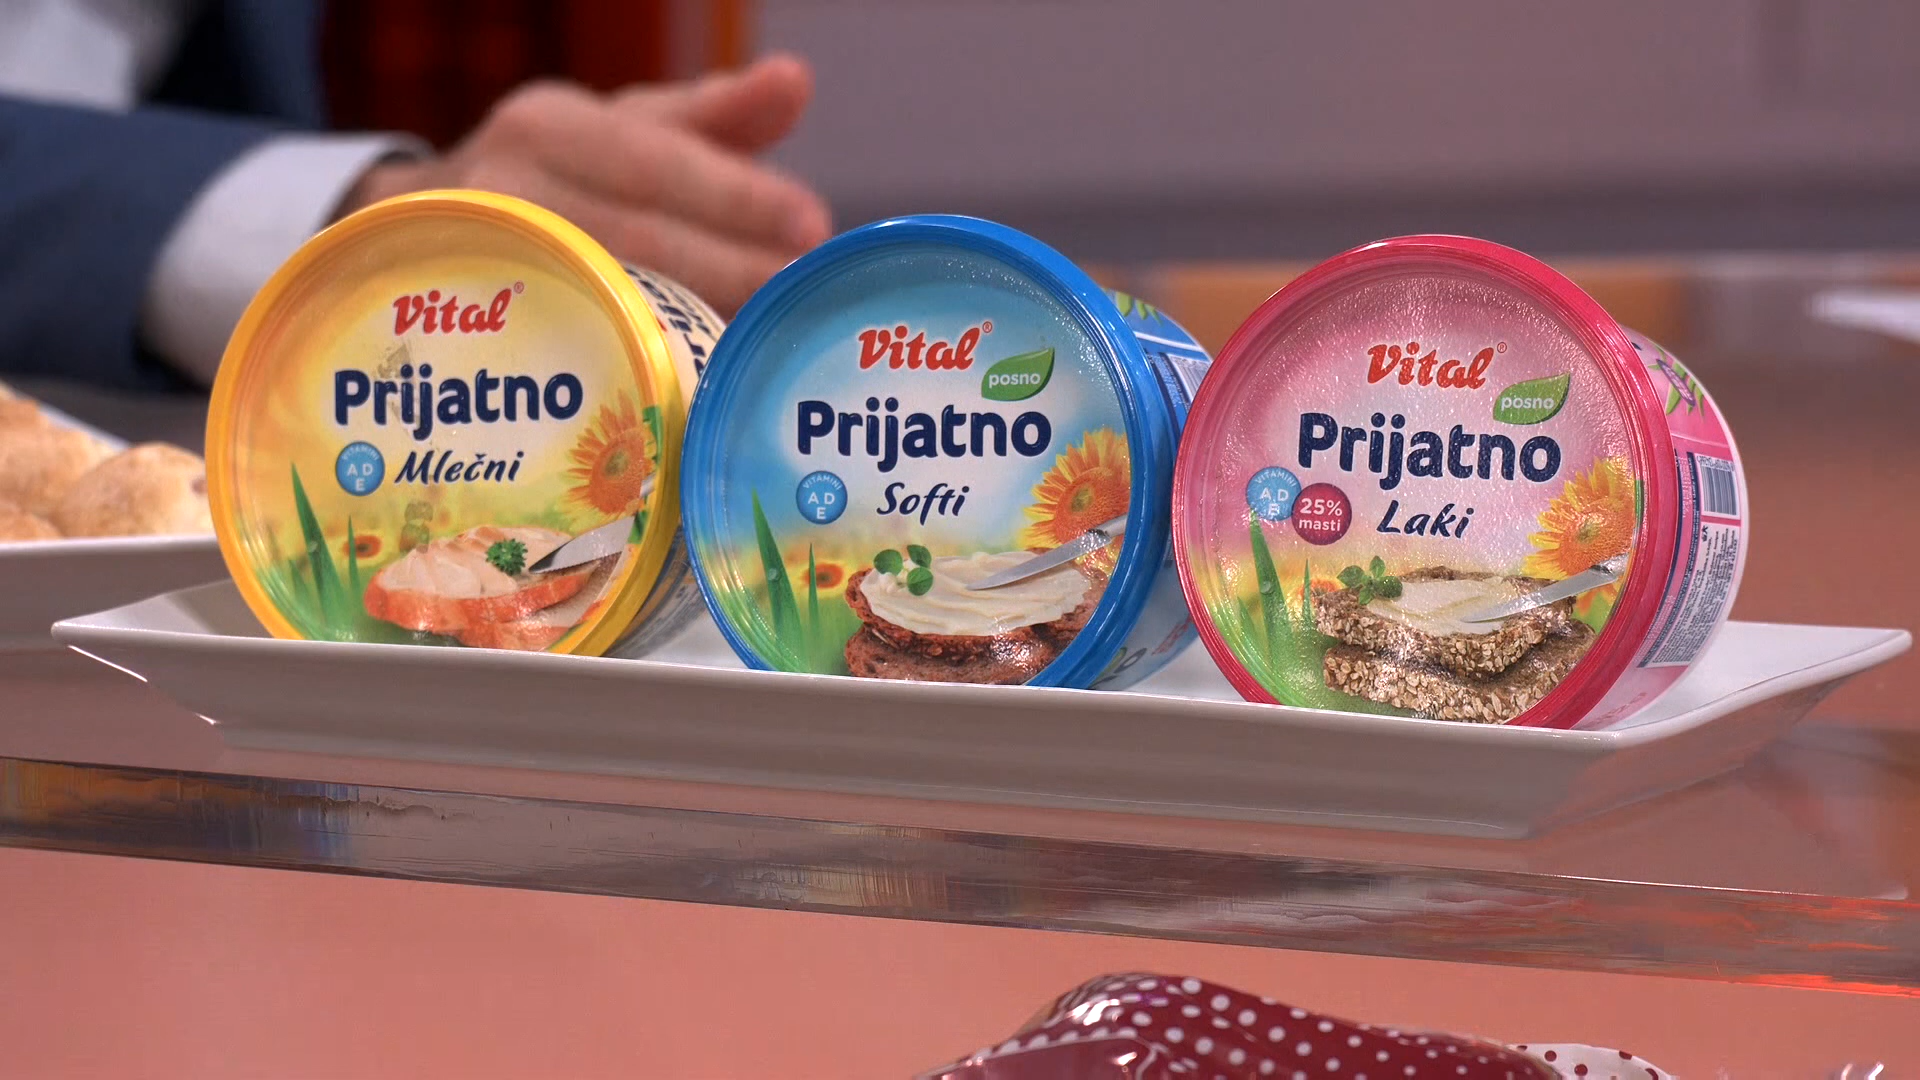 Vital®
Prijatno
VITAMINI
A D
E
Mlečni
Vital®
posno
Prijatno
VITAMINI
A D
E
Softi
Vital®
posno
Prijatno
VITAMINI
A D
E
25%
masti
Laki